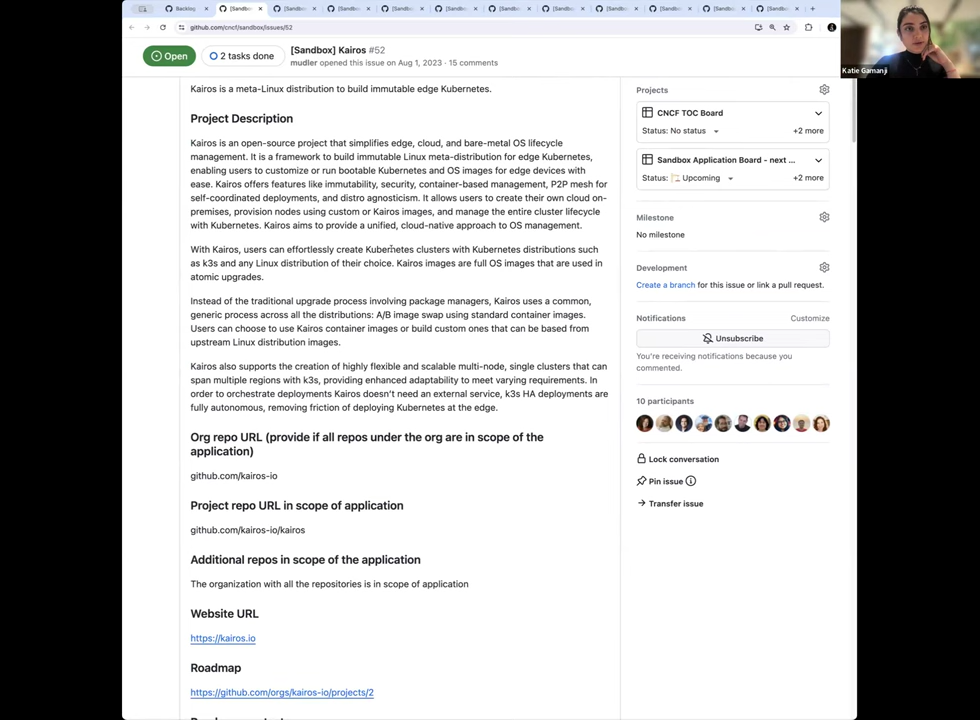 Backlog
[Sandbox
[Sandbo
[Sandbo
[Sandbo
[Sandbo
[Sandbo
[Sandbo
[Sandbo
[Sandbo
[Sandbo
[Sandbo
github.com/cncf/sandbox/issues/52
Katie Gamanji
Open
2 tasks done
[Sandbox] Kairos #52
mudler opened this issue on Aug 1, 2023 · 15 comments
Kairos is a meta-Linux distribution to build immutable edge Kubernetes.
Project Description
Kairos is an open-source project that simplifies edge, cloud, and bare-metal OS lifecycle
management. It is a framework to build immutable Linux meta-distribution for edge Kubernetes,
enabling users to customize or run bootable Kubernetes and OS images for edge devices with
ease. Kairos offers features like immutability, security, container-based management, P2P mesh for
self-coordinated deployments, and distro agnosticism. It allows users to create their own cloud on-
premises, provision nodes using custom or Kairos images, and manage the entire cluster lifecycle
with Kubernetes. Kairos aims to provide a unified, cloud-native approach to OS management.
With Kairos, users can effortlessly create Kubernetes clusters with Kubernetes distributions such
as k3s and any Linux distribution of their choice. Kairos images are full OS images that are used in
atomic upgrades.
Instead of the traditional upgrade process involving package managers, Kairos uses a common,
generic process across all the distributions: A/B image swap using standard container images.
Users can choose to use Kairos container images or build custom ones that can be based from
upstream Linux distribution images.
Kairos also supports the creation of highly flexible and scalable multi-node, single clusters that can
span multiple regions with k3s, providing enhanced adaptability to meet varying requirements. In
order to orchestrate deployments Kairos doesn't need an external service, k3s HA deployments are
fully autonomous, removing friction of deploying Kubernetes at the edge.
Org repo URL (provide if all repos under the org are in scope of the
application)
github.com/kairos-io
Project repo URL in scope of application
github.com/kairos-io/kairos
Additional repos in scope of the application
The organization with all the repositories is in scope of application
Website URL
https://kairos.io
Roadmap
https://github.com/orgs/kairos-io/projects/2
Projects
CNCF TOC Board
Status: No status
+2 more
Sandbox Application Board - next ...
Status: Upcoming
+2 more
Milestone
No milestone
Development
Create a branch for this issue or link a pull request.
Notifications
Customize
Unsubscribe
You're receiving notifications because you
commented.
10 participants
Lock conversation
Pin issue
Transfer issue